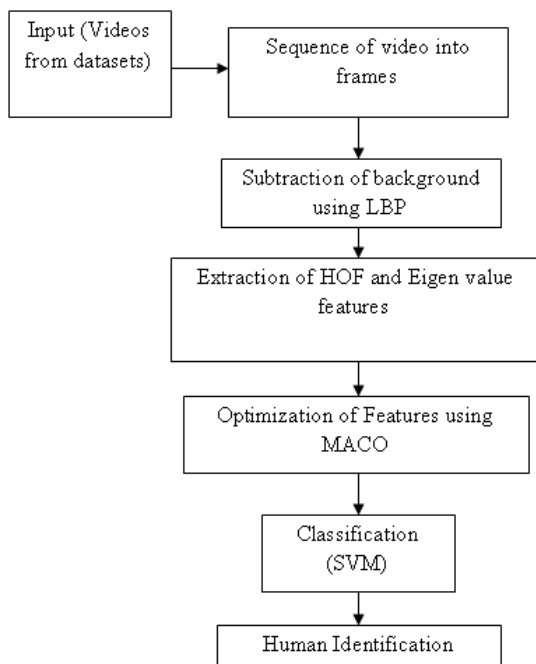 Input (Videos
from datasets)
Sequence of video into
frames
Subtraction of background
using LBP
Extraction of HOF and Eigen value
features
Optimization of Features using
MACO
Classification
(SVM)
Human Identification